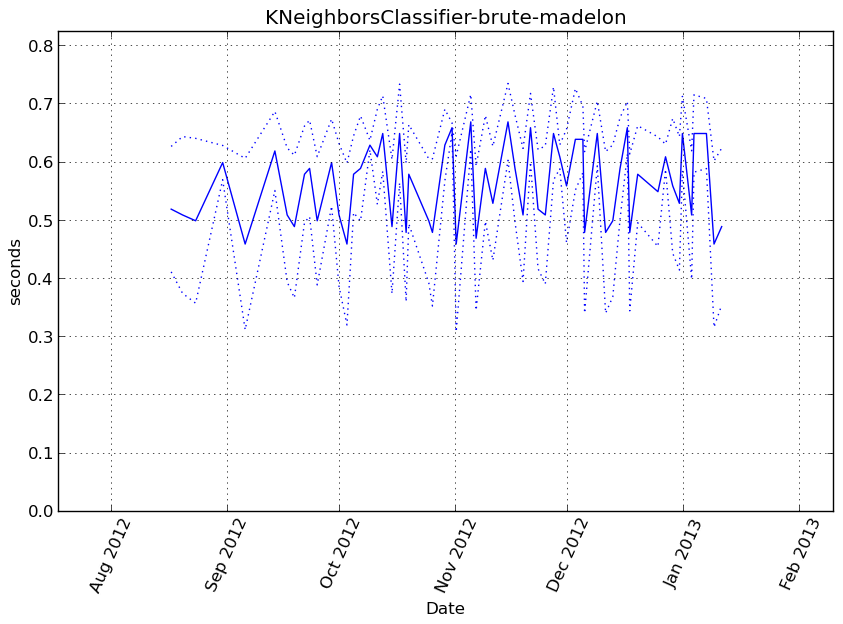 KNeighborsClassifier-brute-madelon
seconds
0.8
0.7
0.6
0.5
0.4
0.3
0.2
0.1
0.0
Aug 2012
Sep 2012
Oct 2012
Nov 2012
Dec 2012
Jan 2013
Feb 2013
Date